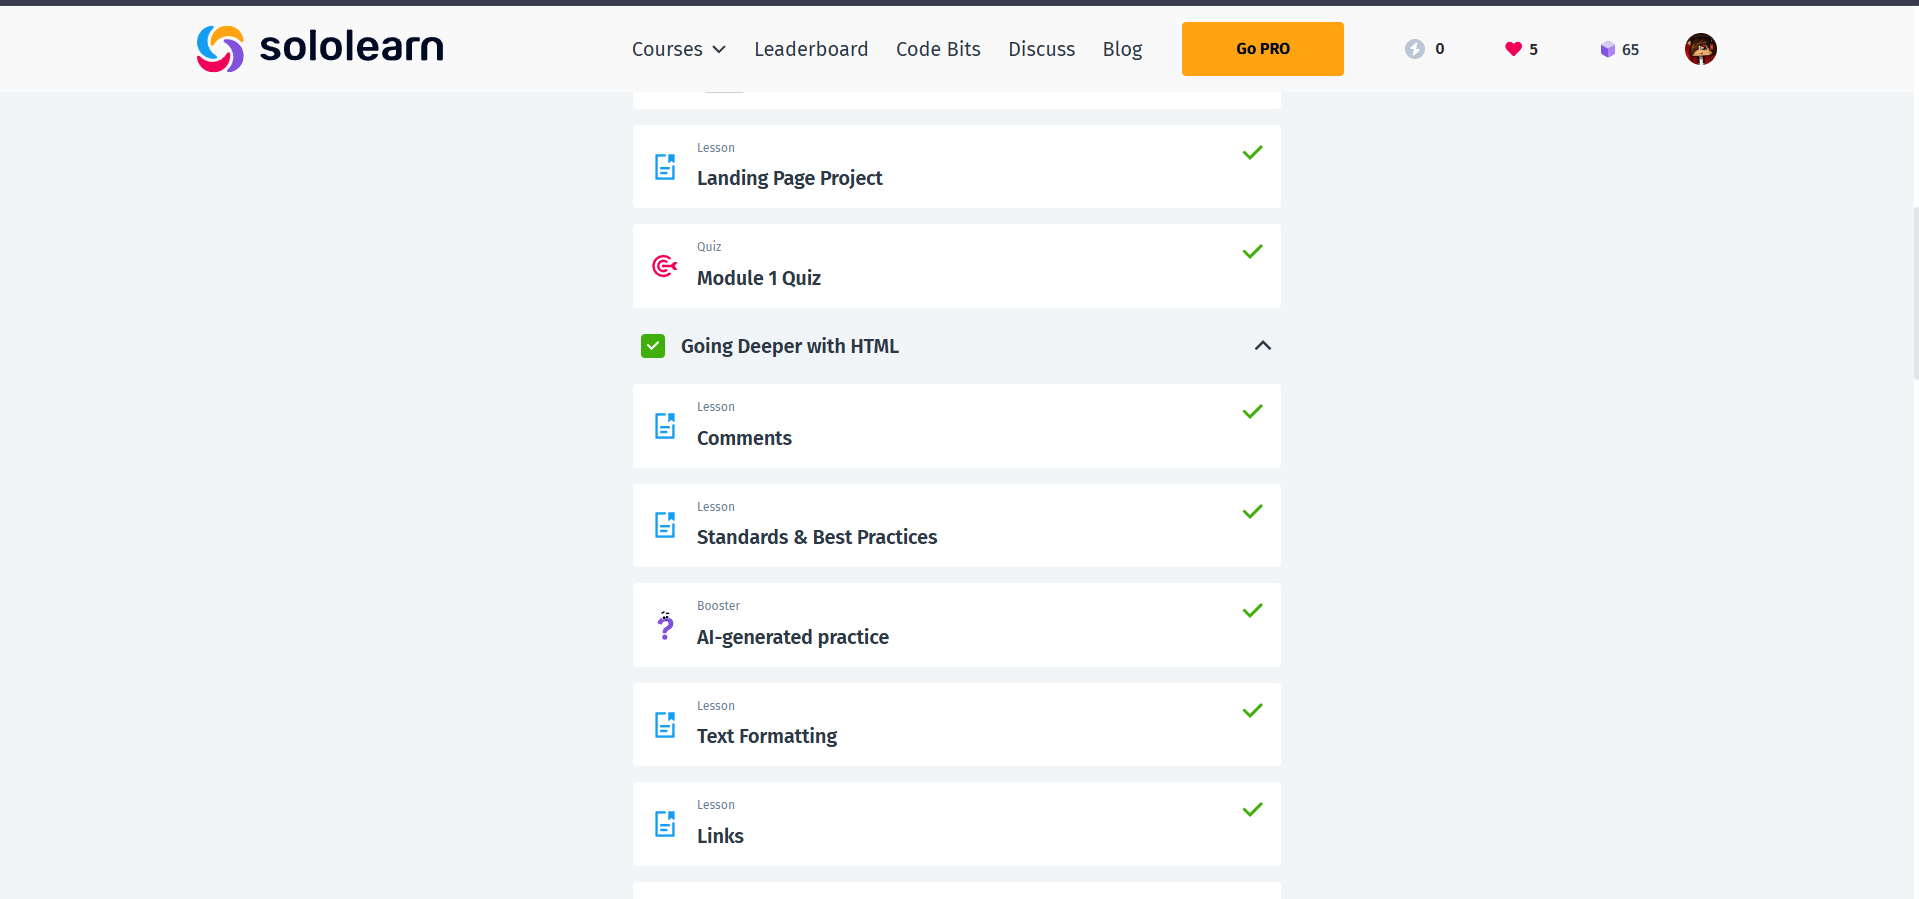 sololearn
Courses Leaderboard Code Bits Discuss Blog Go PRO 0 5 65
Lesson
Landing Page Project
Quiz
Module 1 Quiz
Going Deeper with HTML
Lesson
Comments
Lesson
Standards & Best Practices
Booster
AI-generated practice
Lesson
Text Formatting
Lesson
Links